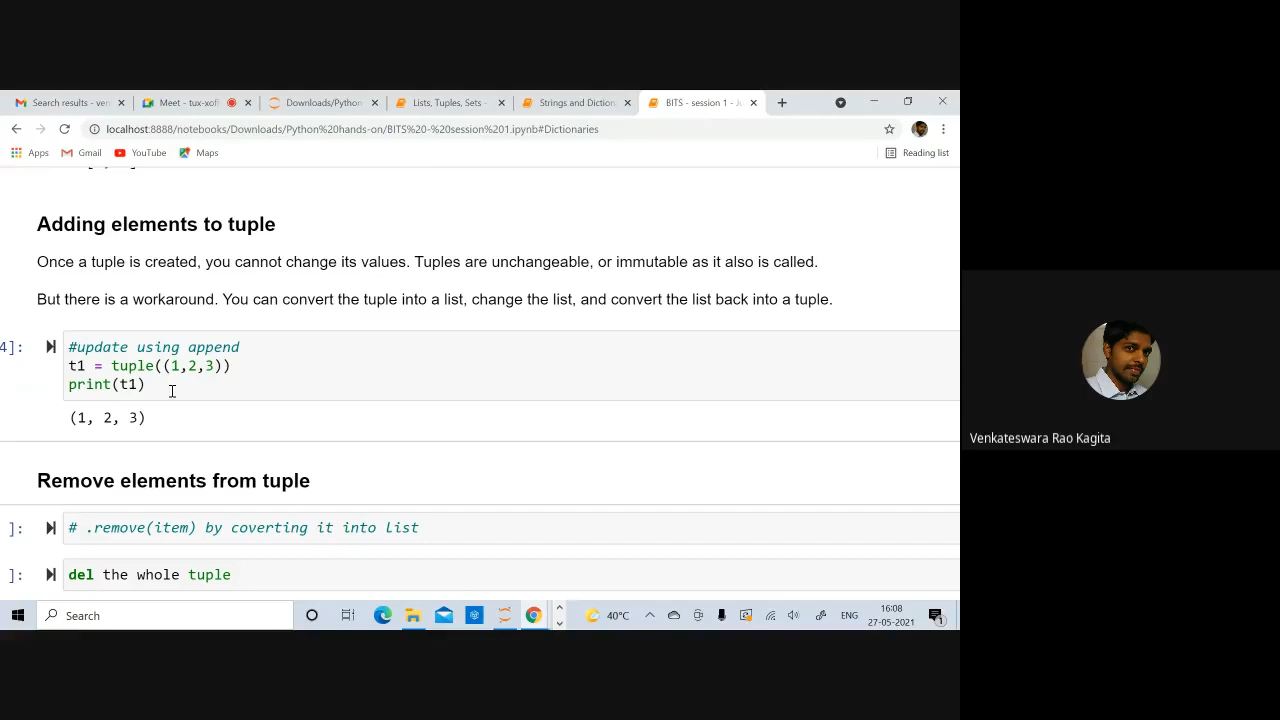 Search results - ven
Meet - tux-xofl
Downloads/Python
Lists, Tuples, Sets -
Strings and Diction
BITS - session 1 - Ju
localhost:8888/notebooks/Downloads/Python%20hands-on/BITS%20-%20session%201.ipynb#Dictionaries
Apps
Gmail
YouTube
Maps
Reading list
Adding elements to tuple
Once a tuple is created, you cannot change its values. Tuples are unchangeable, or immutable as it also is called.
But there is a workaround. You can convert the tuple into a list, change the list, and convert the list back into a tuple.
4]:
#update using append
t1 = tuple((1,2,3))
print(t1)
(1, 2, 3)
Venkateswara Rao Kagita
Remove elements from tuple
]:
# .remove(item) by coverting it into List
]:
del the whole tuple
Search
40°C
ENG
16:08
27-05-2021
1